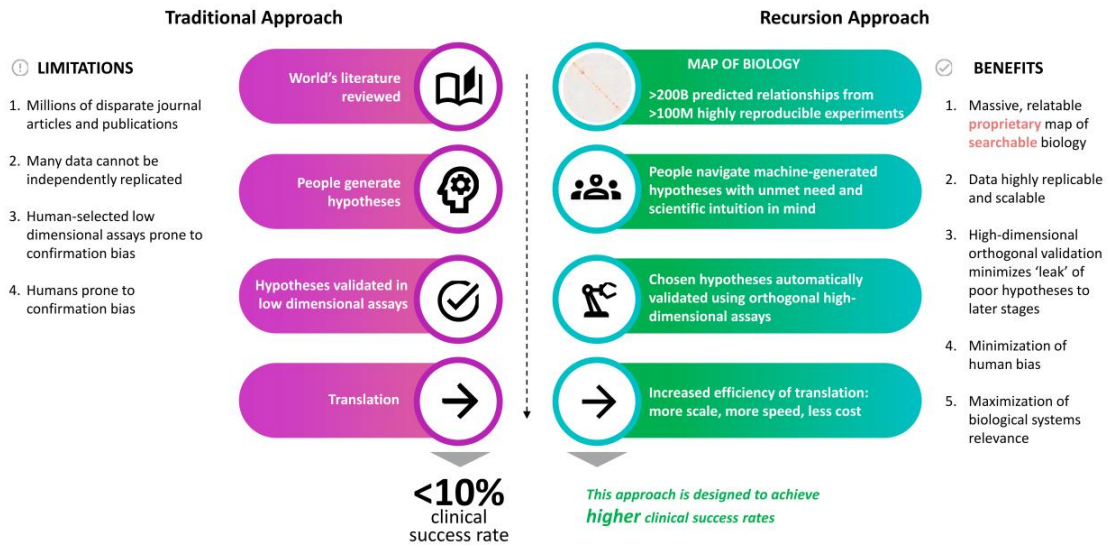 Traditional Approach
Recursion Approach
LIMITATIONS
1. Millions of disparate journal
articles and publications
2. Many data cannot be
independently replicated
3. Human-selected low
dimensional assays prone to
confirmation bias
4. Humans prone to
confirmation bias
World's literature
reviewed
People generate
hypotheses
Hypotheses validated in
low dimensional assays
Translation
<10%
clinical
success rate
MAP OF BIOLOGY
>200B predicted relationships from
>100M highly reproducible experiments
People navigate machine-generated
hypotheses with unmet need and
scientific intuition in mind
Chosen hypotheses automatically
validated using orthogonal high-
dimensional assays
Increased efficiency of translation:
more scale, more speed, less cost
This approach is designed to achieve
higher clinical success rates
BENEFITS
1. Massive, relatable
proprietary map of
searchable biology
2. Data highly replicable
and scalable
3. High-dimensional
orthogonal validation
minimizes 'leak' of
poor hypotheses to
later stages
4. Minimization of
human bias
5. Maximization of
biological systems
relevance